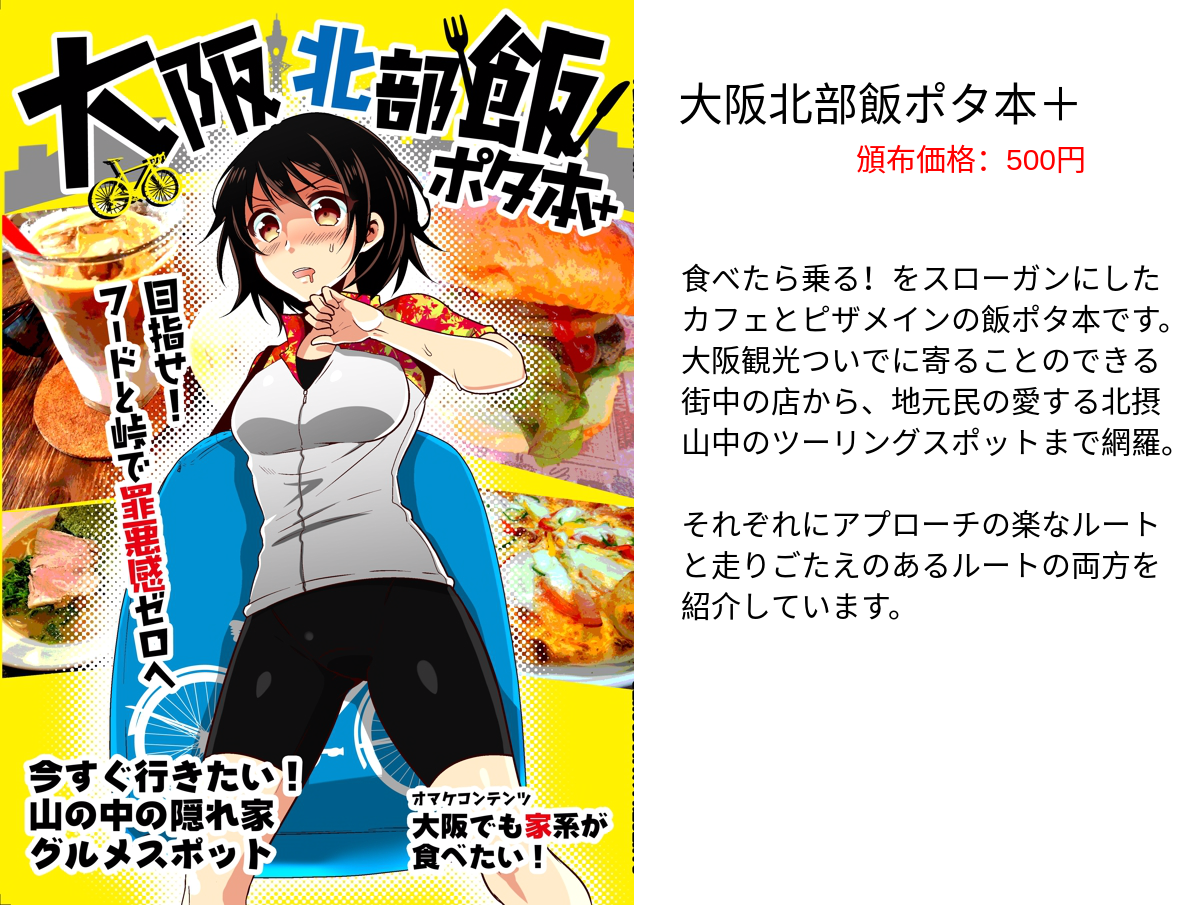 大阪北部飯
ポタ本+
目指せ！
フードと峠で罪悪感ゼロへ
今すぐ行きたい！
山の中の隠れ家
グルメスポット
オマケコンテンツ
大阪でも家系が
食べたい！
大阪北部飯ポタ本＋
頒布価格：500円
食べたら乗る！をスローガンにした
カフェとピザメインの飯ポタ本です。
大阪観光ついでに寄ることのできる
街中の店から、地元民の愛する北摂
山中のツーリングスポットまで網羅。
それぞれにアプローチの楽なルート
と走りごたえのあるルートの両方を
紹介しています。